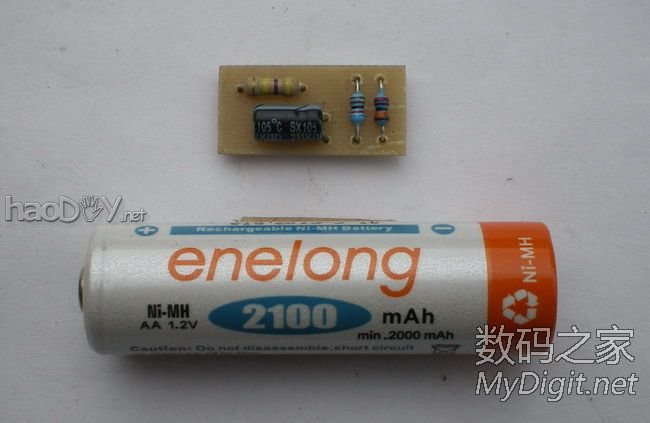 105°C SX105
haoDIY.net
+ Rechargeable Ni-MH Battery -
enelong
Ni-MH
AA 1.2V
2100
mAh
min.2000 mAh
Caution: Do not disassemble, short circuit
Ni-MH
数码之家
MyDigit.net